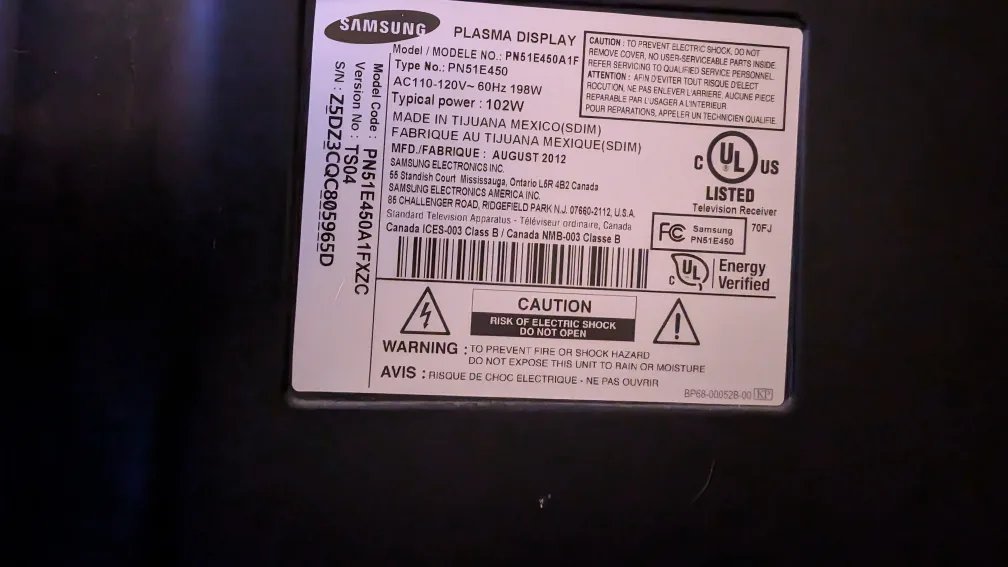 SAMSUNG
PLASMA DISPLAY
Model / MODELE NO.: PN51E450A1F
Type No.: PN51E450
AC110-120V~ 60Hz 198W
Typical power : 102W
MADE IN TIJUANA MEXICO(SDIM)
FABRIQUE AU TIJUANA MEXIQUE(SDIM)
MFD./FABRIQUE : AUGUST 2012
SAMSUNG ELECTRONICS INC.
55 Standish Court Mississauga, Ontario L5R 4B2 Canada
SAMSUNG ELECTRONICS AMERICA INC.
85 CHALLENGER ROAD, RIDGEFIELD PARK N.J. 07660-2112, U.S.A.
Standard Television Apparatus - Téléviseur ordinaire, Canada
Canada ICES-003 Class B / Canada NMB-003 Classe B
CAUTION : TO PREVENT ELECTRIC SHOCK, DO NOT
REMOVE COVER, NO USER-SERVICEABLE PARTS INSIDE.
REFER SERVICING TO QUALIFIED SERVICE PERSONNEL.
ATTENTION : AFIN D'EVITER TOUT RISQUE D'ELECT
ROCUTION, NE PAS ENLEVER L'ARRIERE, AUCUNE PIECE
REPARABLE PAR L'USAGER A L'INTERIEUR
POUR REPARATIONS, APPELER UN TECHNICIEN QUALIFIE.
C UL US
LISTED
Television Receiver
70FJ
FC Samsung
PN51E450
C UL Energy
Verified
Model Code : PN51E450A1FXZC
Version No : TS04
S/N : Z5DZ3CQC805965D
CAUTION
RISK OF ELECTRIC SHOCK
DO NOT OPEN
WARNING : TO PREVENT FIRE OR SHOCK HAZARD
DO NOT EXPOSE THIS UNIT TO RAIN OR MOISTURE
AVIS : RISQUE DE CHOC ELECTRIQUE - NE PAS OUVRIR
BP68-00052B-00 KP